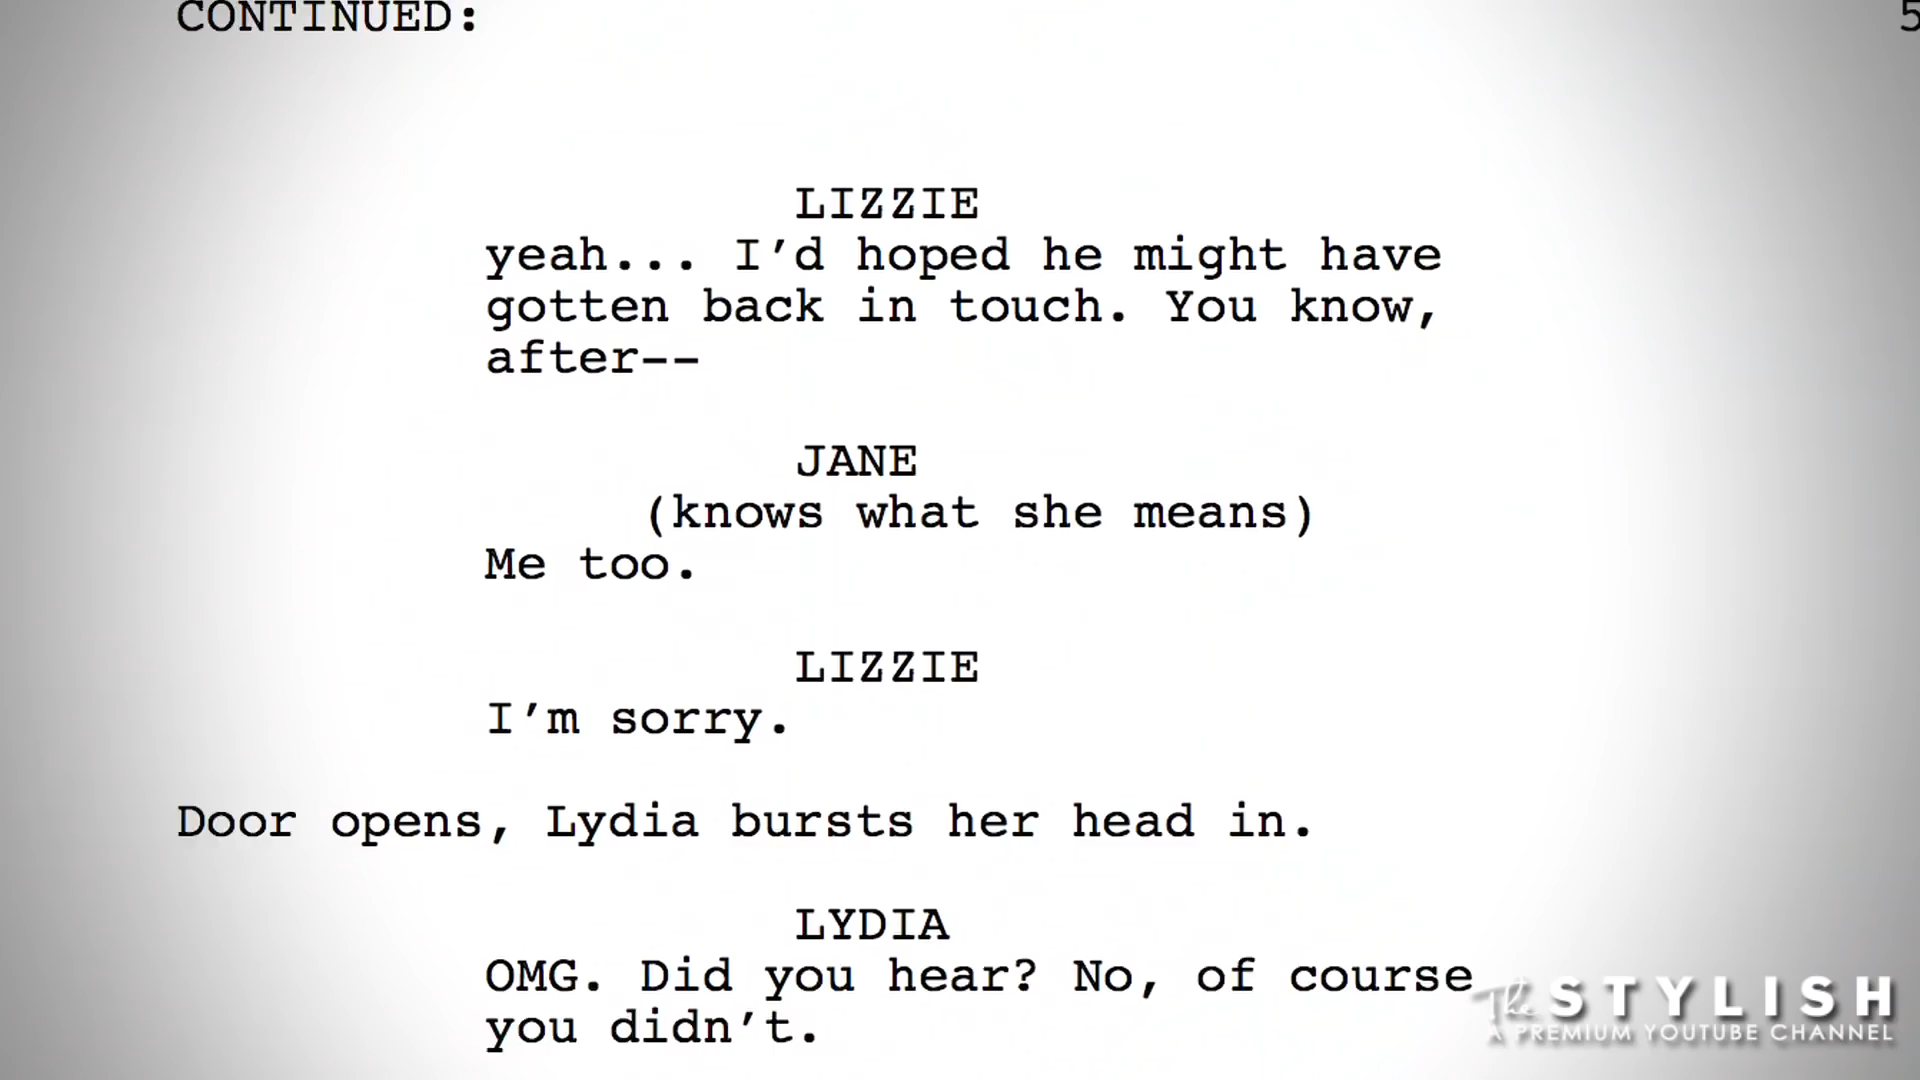 CONTINUED: 5
LIZZIE
yeah... I’d hoped he might have
gotten back in touch. You know,
after--
JANE
(knows what she means)
Me too.
LIZZIE
I’m sorry.
Door opens, Lydia bursts her head in.
LYDIA
OMG. Did you hear? No, of course
you didn’t.
The STYLISH
A PREMIUM YOUTUBE CHANNEL